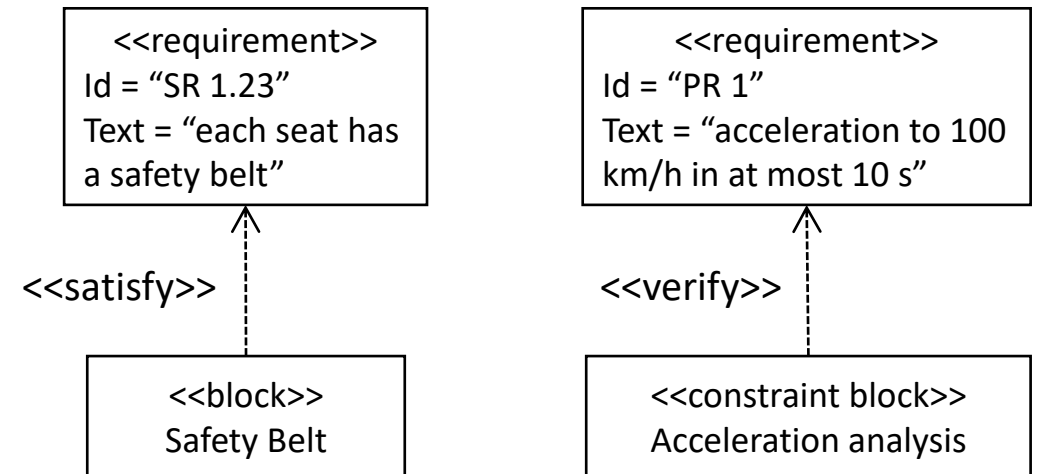 <<requirement>>
Id = “SR 1.23”
Text = “each seat has
a safety belt”
<<requirement>>
Id = “PR 1”
Text = “acceleration to 100
km/h in at most 10 s”
<<satisfy>>
<<verify>>
<<block>>
Safety Belt
<<constraint block>>
Acceleration analysis